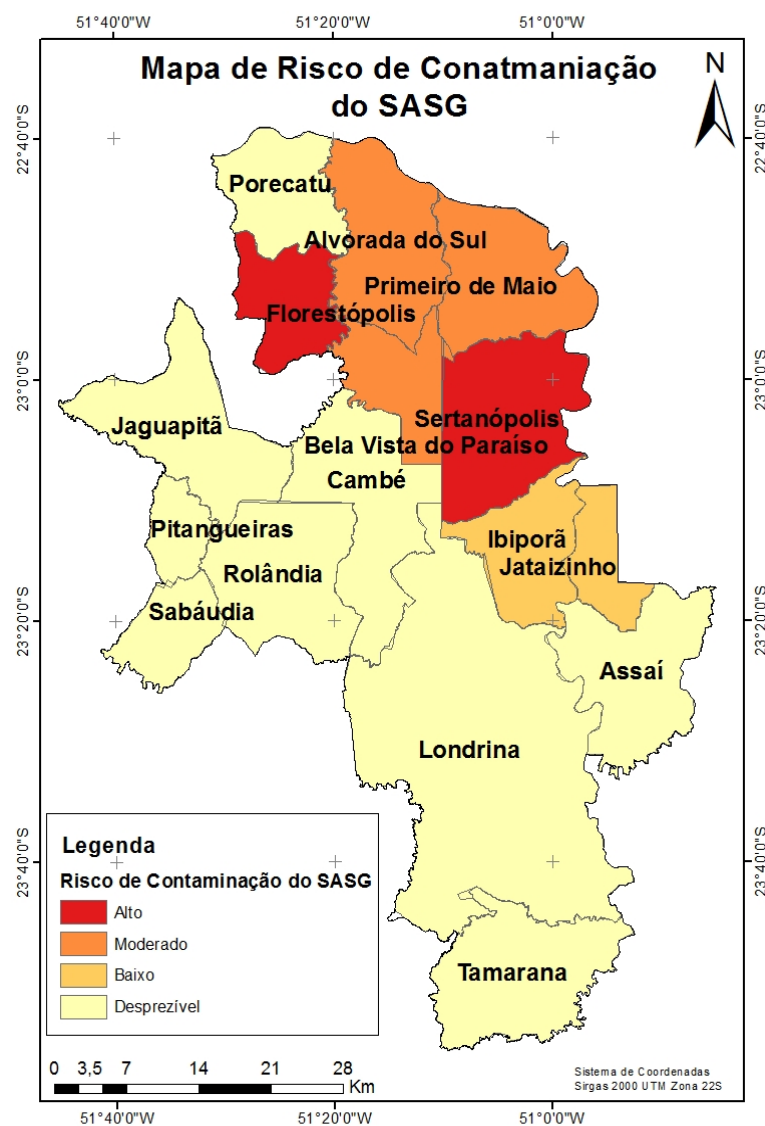 51°40'0"W 51°20'0"W 51°0'0"W
Mapa de Risco de Conatmaniação
do SASG
N
22°40'0"S 22°40'0"S
Porecatu
Alvorada do Sul
Primeiro de Maio
Florestópolis
23°0'0"S 23°0'0"S
Jaguapitã
Sertanópolis
Bela Vista do Paraíso
Cambé
Pitangueiras
Ibiporã
Jataizinho
Rolândia
Sabáudia
23°20'0"S 23°20'0"S
Assaí
Londrina
23°40'0"S 23°40'0"S
Tamarana
Legenda
Risco de Contaminação do SASG
Alto
Moderado
Baixo
Desprezível
0 3,5 7 14 21 28
Km
Sistema de Coordenadas
Sirgas 2000 UTM Zona 22S
51°40'0"W 51°20'0"W 51°0'0"W